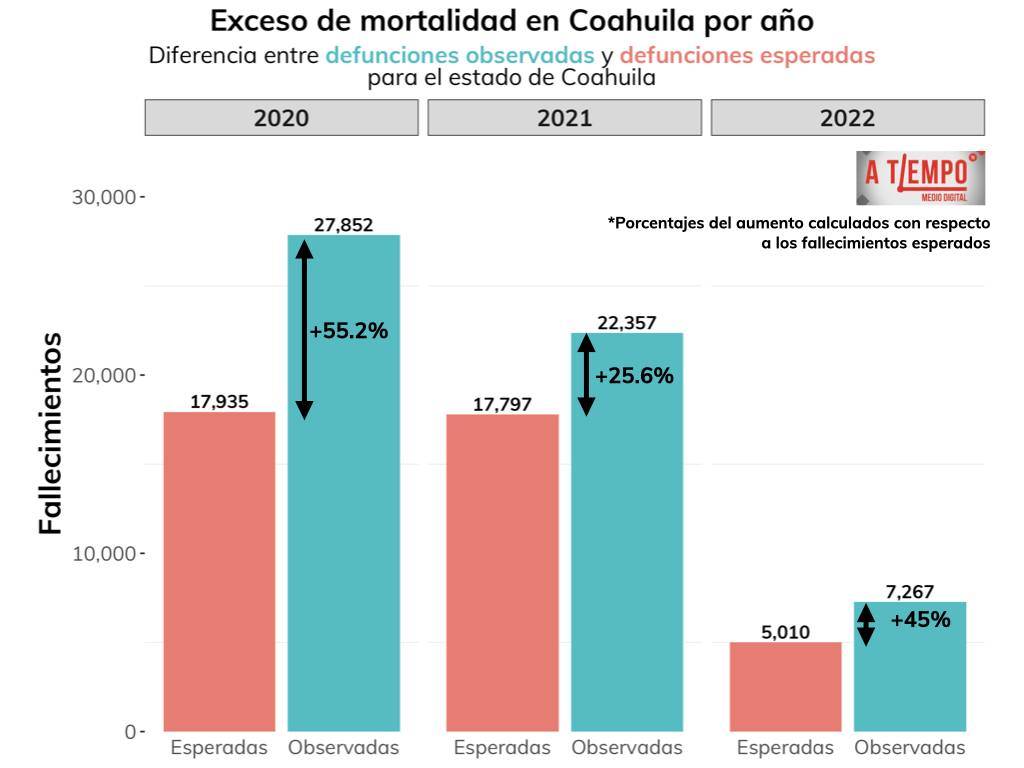 Exceso de mortalidad en Coahuila por año
Diferencia entre defunciones observadas y defunciones esperadas
para el estado de Coahuila
2020
2021
2022
A TIEMPO
MEDIO DIGITAL
*Porcentajes del aumento calculados con respecto
a los fallecimientos esperados
Fallecimientos
30,000
20,000
10,000
0
17,935
27,852
+55.2%
17,797
22,357
+25.6%
5,010
7,267
+45%
Esperadas
Observadas
Esperadas
Observadas
Esperadas
Observadas